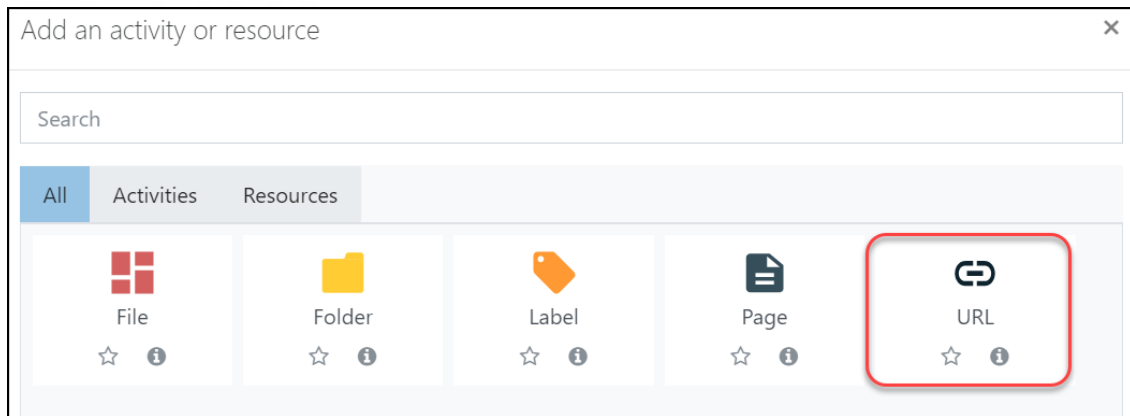 Add an activity or resource
Search
All Activities Resources
File Folder Label Page URL